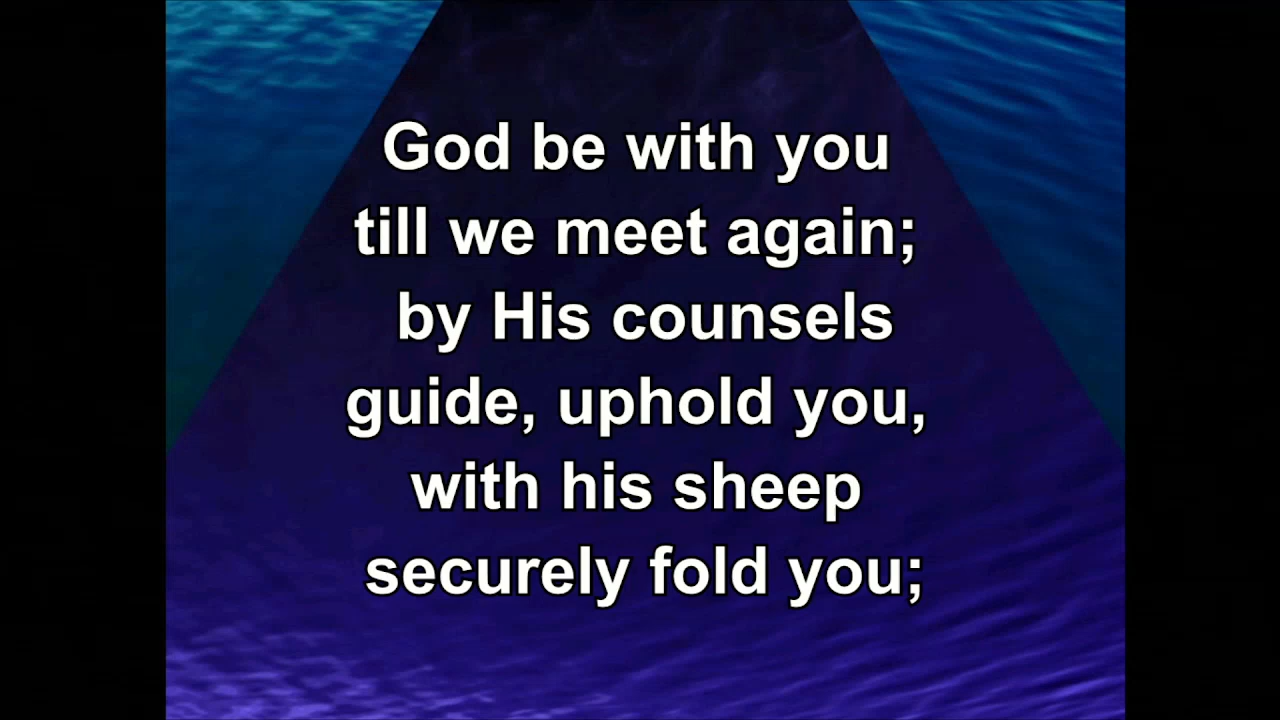 God be with you
till we meet again;
by His counsels
guide, uphold you,
with his sheep
securely fold you;